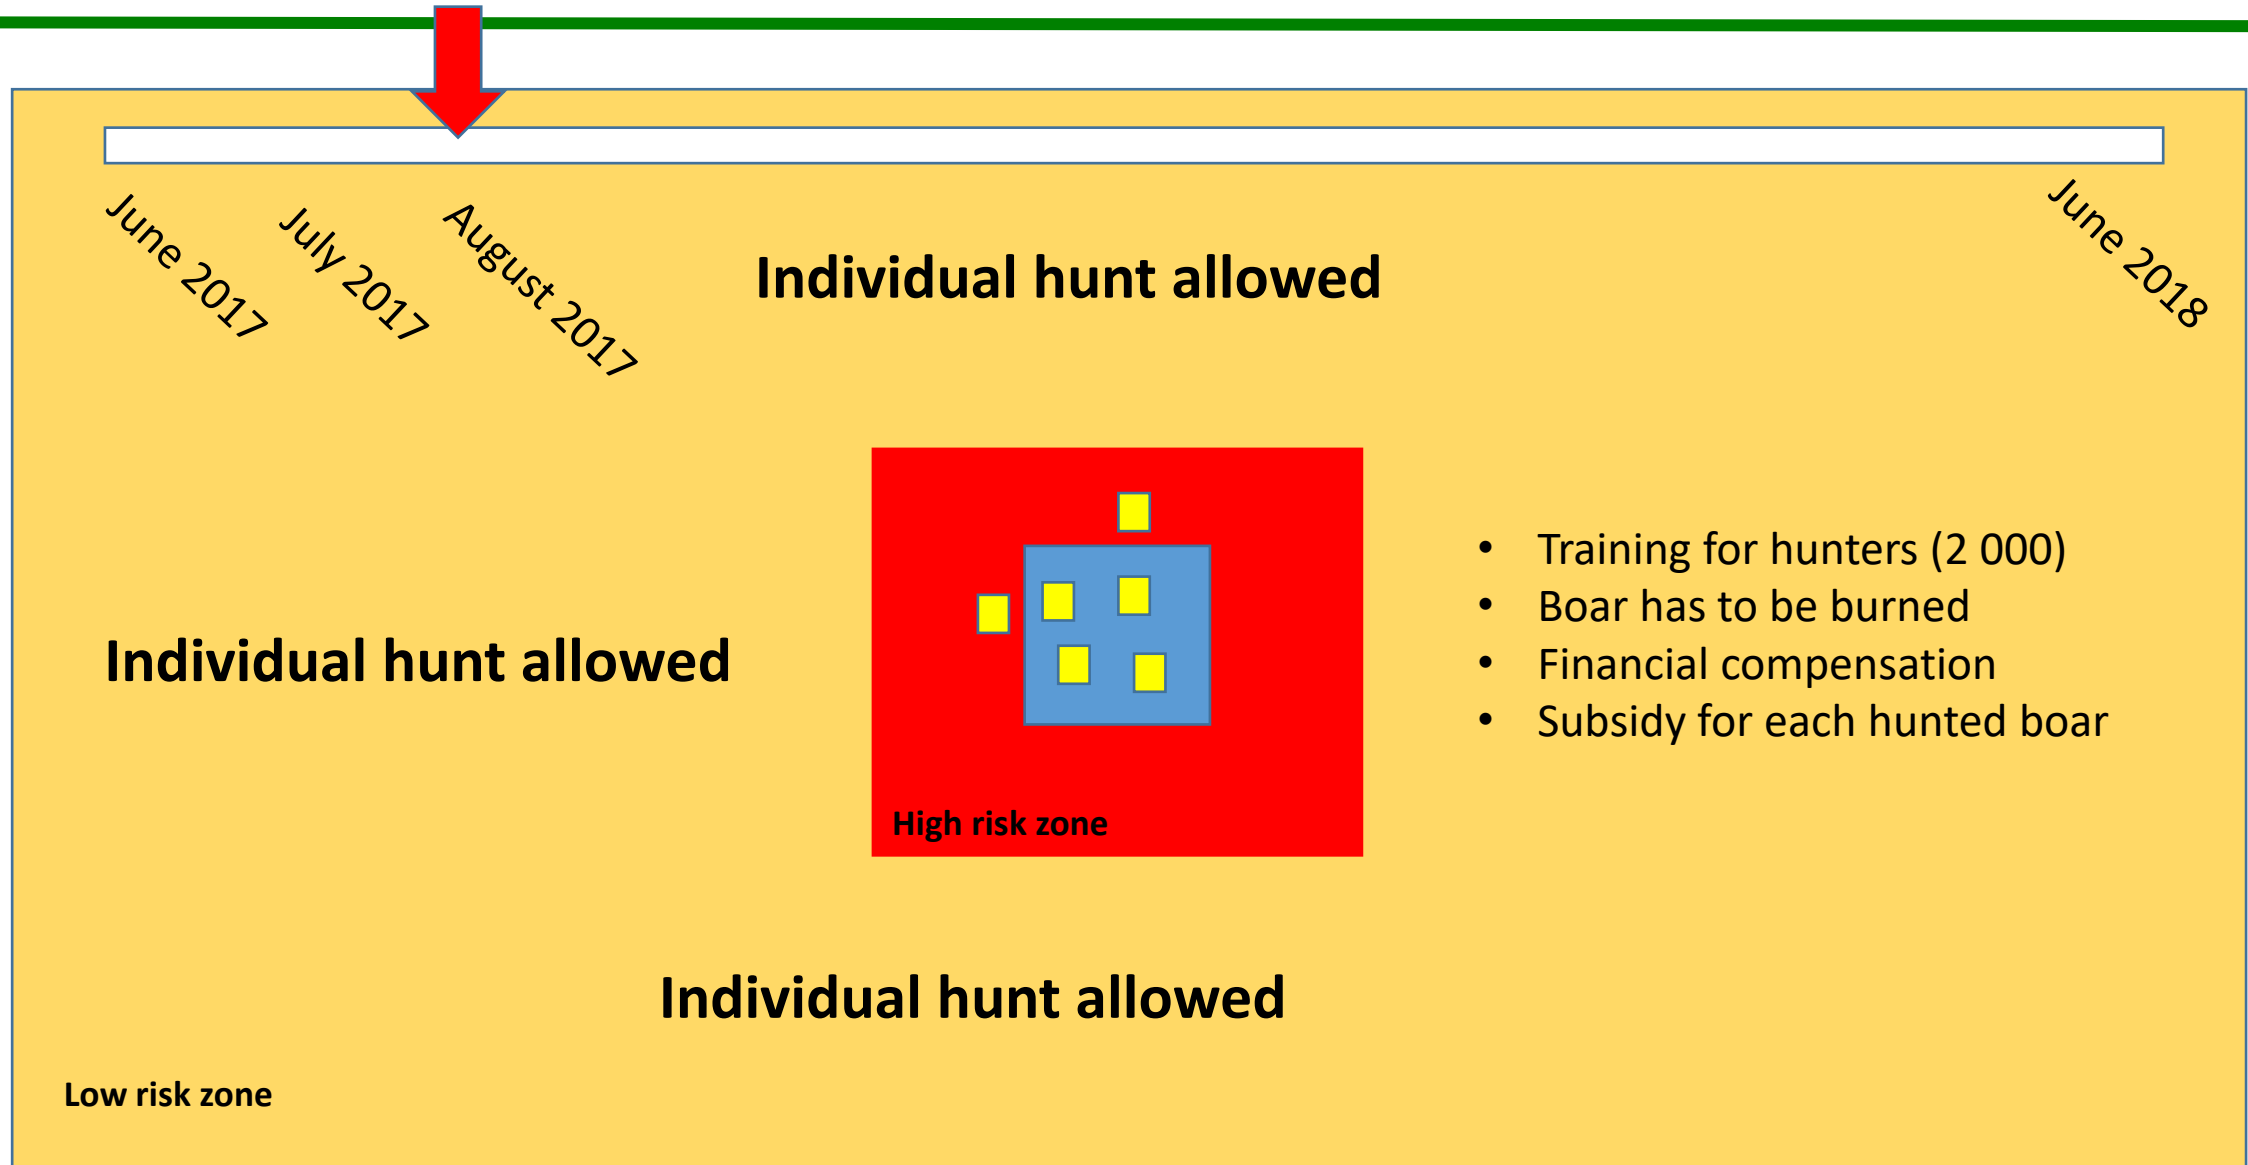 June 2017
July 2017
August 2017
June 2018
Individual hunt allowed
Individual hunt allowed
High risk zone
• Training for hunters (2 000)
• Boar has to be burned
• Financial compensation
• Subsidy for each hunted boar
Individual hunt allowed
Low risk zone